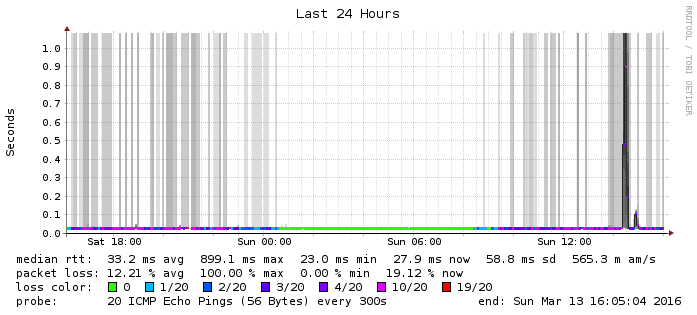 Last 24 Hours
RRDTOOL / TOBI OETIKER
Seconds
1.0
0.9
0.8
0.7
0.6
0.5
0.4
0.3
0.2
0.1
0.0
Sat 18:00 Sun 00:00 Sun 06:00 Sun 12:00
median rtt: 33.2 ms avg 899.1 ms max 23.0 ms min 27.9 ms now 58.8 ms sd 565.3 m am/s
packet loss: 12.21 % avg 100.00 % max 0.00 % min 19.12 % now
loss color: 0 1/20 2/20 3/20 4/20 10/20 19/20
probe: 20 ICMP Echo Pings (56 Bytes) every 300s end: Sun Mar 13 16:05:04 2016